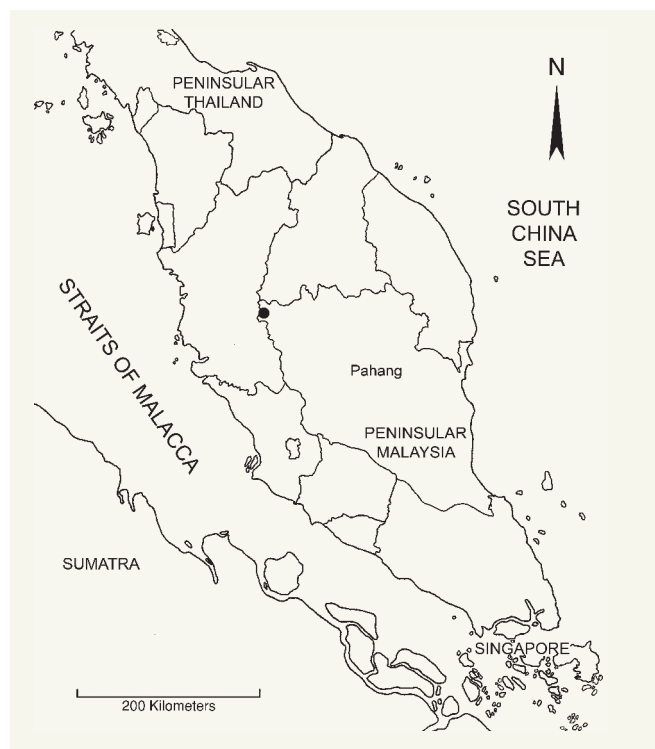 PENINSULAR
THAILAND
N
SOUTH
CHINA
SEA
STRAITS OF MALACCA
Pahang
PENINSULAR
MALAYSIA
SUMATRA
SINGAPORE
200 Kilometers